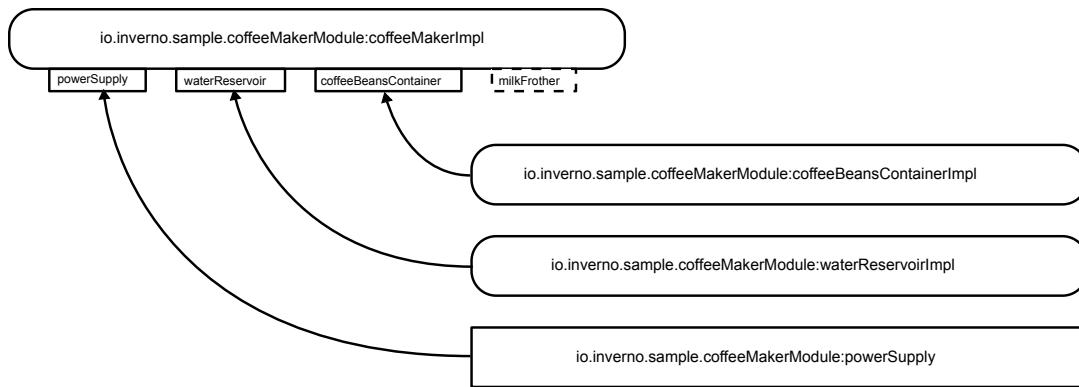 io.inverno.sample.coffeeMakerModule:coffeeMakerImpl
powerSupply
waterReservoir
coffeeBeansContainer
milkFrother
io.inverno.sample.coffeeMakerModule:coffeeBeansContainerImpl
io.inverno.sample.coffeeMakerModule:waterReservoirImpl
io.inverno.sample.coffeeMakerModule:powerSupply